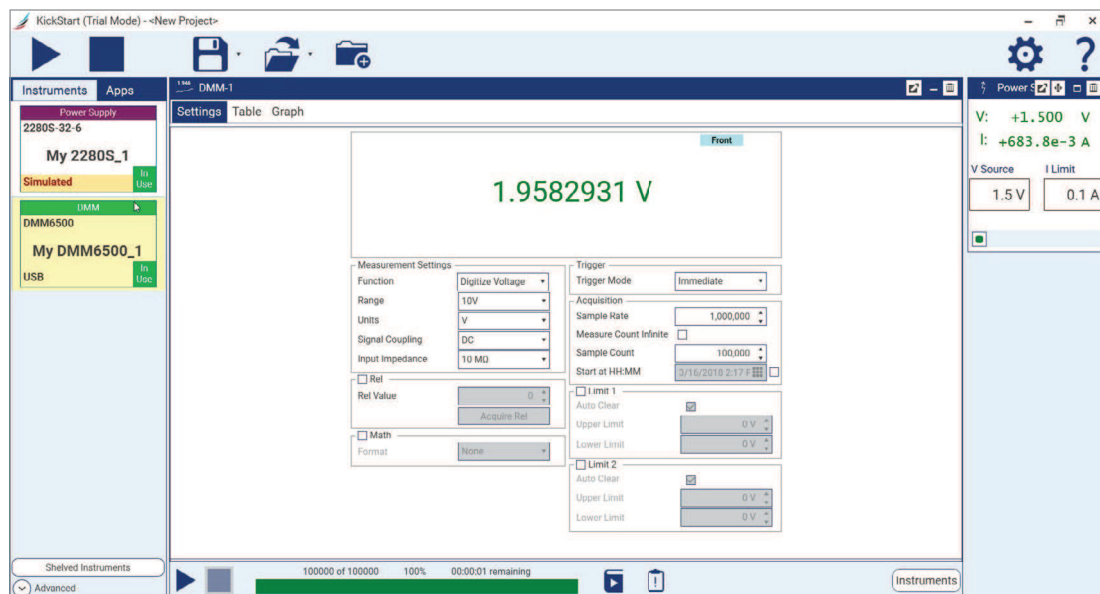 KickStart (Trial Mode) - <New Project>
Instruments Apps
Power Supply
2280S-32-6
My 2280S_1
Simulated
In Use
DMM
DMM6500
My DMM6500_1
USB
In Use
Shelved Instruments
Advanced
DMM-1
Settings Table Graph
Front
1.9582931 V
Measurement Settings
Function Digitize Voltage
Range 10V
Units V
Signal Coupling DC
Input Impedance 10 MΩ
Rel
Rel Value 0
Acquire Rel
Math
Format None
Trigger
Trigger Mode Immediate
Acquisition
Sample Rate 1,000,000
Measure Count Infinite
Sample Count 100,000
Start at HH:MM 3/16/2018 2:17 F
Limit 1
Auto Clear
Upper Limit 0 V
Lower Limit 0 V
Limit 2
Auto Clear
Upper Limit 0 V
Lower Limit 0 V
100000 of 100000 100% 00:00:01 remaining
Instruments
Power S
V: +1.500 V
I: +683.8e-3 A
V Source I Limit
1.5 V 0.1 A